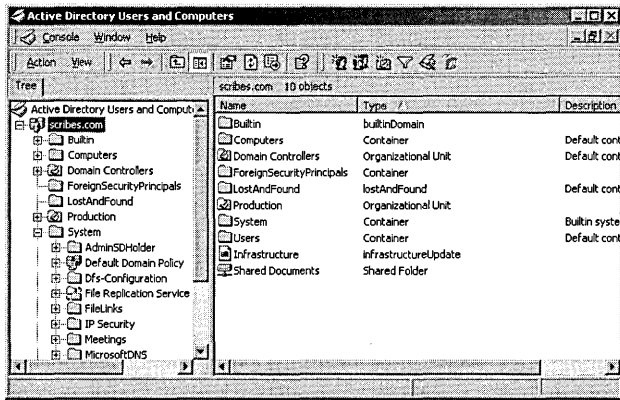 Active Directory Users and Computers
Console Window Help
Action View
Tree
scribes.com 10 objects
Active Directory Users and Comput
scribes.com
Builtin
Computers
Domain Controllers
ForeignSecurityPrincipals
LostAndFound
Production
System
AdminSDHolder
Default Domain Policy
Dfs-Configuration
File Replication Service
FileLinks
IP Security
Meetings
MicrosoftDNS
Name Type Description
Builtin builtinDomain
Computers Container Default cont
Domain Controllers Organizational Unit Default cont
ForeignSecurityPrincipals Container
LostAndFound lostAndFound Default cont
Production Organizational Unit
System Container Builtin syste
Users Container Default cont
Infrastructure infrastructureUpdate
Shared Documents Shared Folder